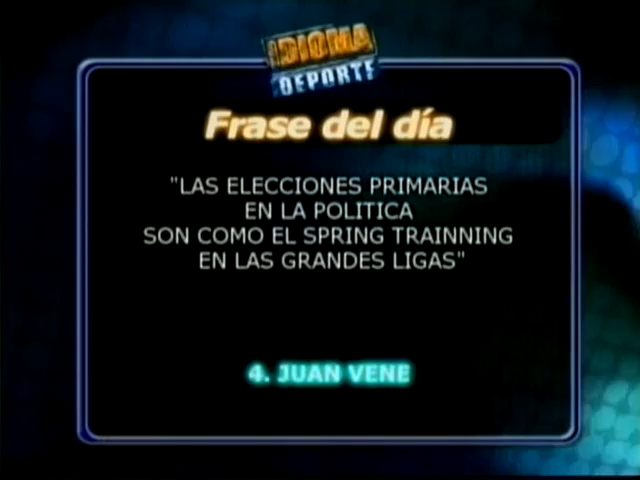 IDIOMA
DEPORTE
Frase del día
"LAS ELECCIONES PRIMARIAS
EN LA POLITICA
SON COMO EL SPRING TRAINNING
EN LAS GRANDES LIGAS"
4. JUAN VENE